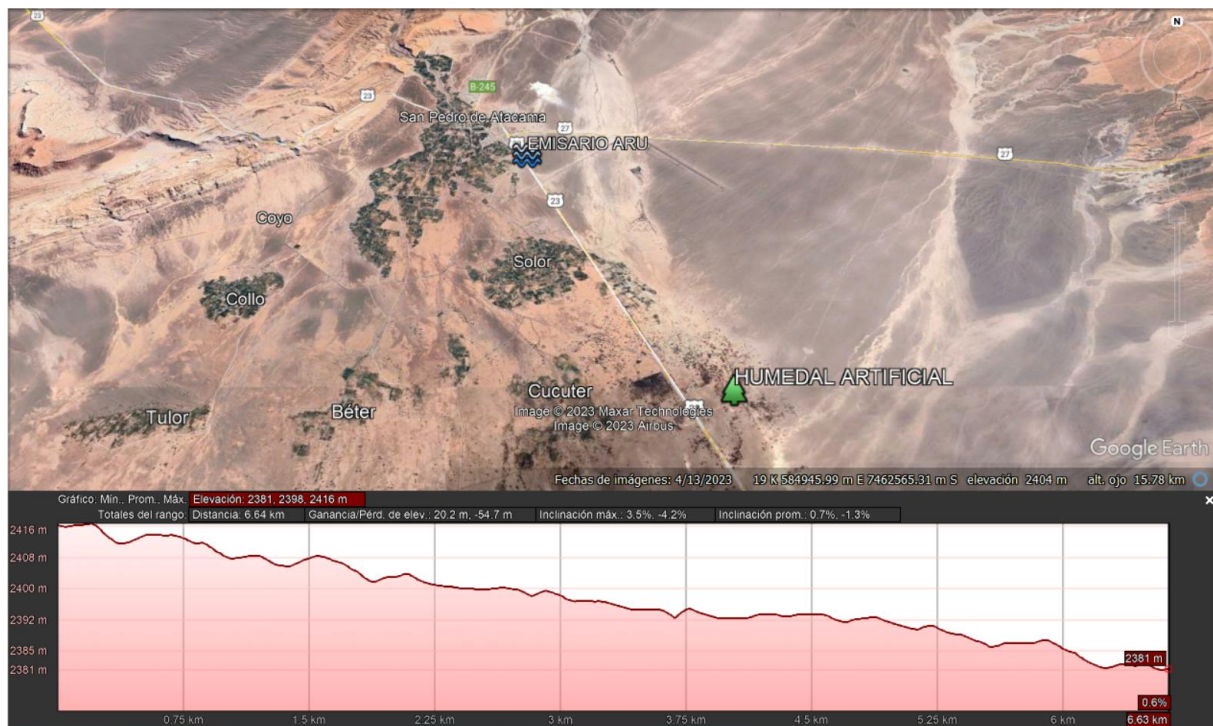 23
N
B-245
23
San Pedro de Atacama
27
EMISARIO ARU
27
23
Coyo
Solor
Collo
HUMEDAL ARTIFICIAL
Cucuter
Tulor
Béter
Image © 2023 Maxar Technologies
Image © 2023 Airbus
Google Earth
Fechas de imágenes: 4/13/2023 19 K 584945.99 m E 7462565.31 m S elevación 2404 m alt. ojo 15.78 km
Gráfico: Mín., Prom., Máx. Elevación: 2381, 2398, 2416 m
Totales del rango: Distancia: 6.64 km Ganancia/Pérd. de elev.: 20.2 m, -54.7 m Inclinación máx.: 3.5%, -4.2% Inclinación prom.: 0.7%, -1.3%
2416 m
2408 m
2400 m
2392 m
2385 m
2381 m
2381 m
0.6%
0.75 km 1.5 km 2.25 km 3 km 3.75 km 4.5 km 5.25 km 6 km 6.63 km